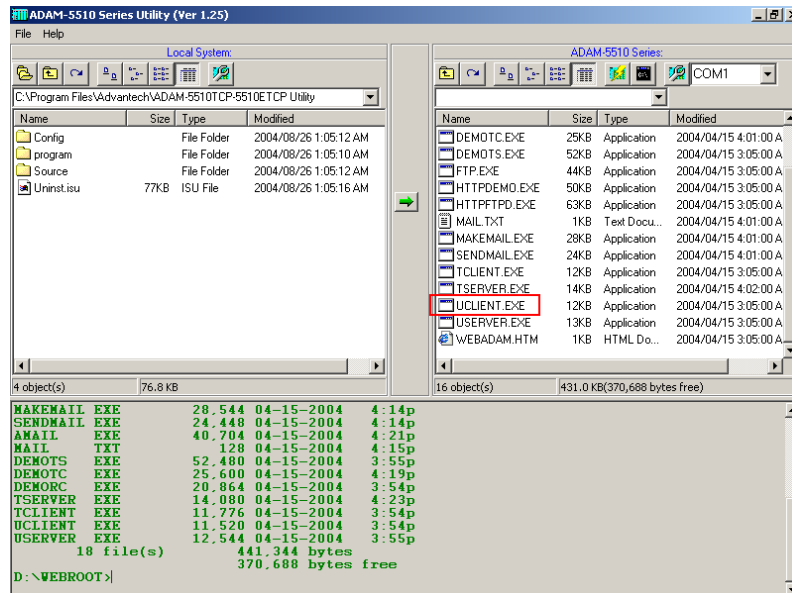 ADAM-5510 Series Utility (Ver 1.25)
File Help
Local System:
C:\Program Files\Advantech\ADAM-5510TCP-5510ETCP Utility
Name Size Type Modified
Config File Folder 2004/08/26 1:05:12 AM
program File Folder 2004/08/26 1:05:10 AM
Source File Folder 2004/08/26 1:05:12 AM
Uninst.isu 77KB ISU File 2004/08/26 1:05:16 AM
4 object(s) 76.8 KB
ADAM-5510 Series:
COM1
Name Size Type Modified
DEMOTC.EXE 25KB Application 2004/04/15 4:01:00 A
DEMOTS.EXE 52KB Application 2004/04/15 3:05:00 A
FTP.EXE 44KB Application 2004/04/15 3:05:00 A
HTTPDEMO.EXE 50KB Application 2004/04/15 3:05:00 A
HTTPFTPD.EXE 63KB Application 2004/04/15 3:05:00 A
MAIL.TXT 1KB Text Docu... 2004/04/15 4:01:00 A
MAKEMAIL.EXE 28KB Application 2004/04/15 4:01:00 A
SENDMAIL.EXE 24KB Application 2004/04/15 4:01:00 A
TCLIENT.EXE 12KB Application 2004/04/15 3:05:00 A
TSERVER.EXE 14KB Application 2004/04/15 4:02:00 A
UCLIENT.EXE 12KB Application 2004/04/15 3:05:00 A
USERVER.EXE 13KB Application 2004/04/15 3:05:00 A
WEBADAM.HTM 1KB HTML Do... 2004/04/15 3:05:00 A
16 object(s) 431.0 KB(370,688 bytes free)
MAKEMAIL EXE 28,544 04-15-2004 4:14p
SENDMAIL EXE 24,448 04-15-2004 4:14p
AMAIL EXE 40,704 04-15-2004 4:21p
MAIL TXT 128 04-15-2004 4:15p
DEMOTS EXE 52,480 04-15-2004 3:55p
DEMOTC EXE 25,600 04-15-2004 4:19p
DEMORC EXE 20,864 04-15-2004 3:54p
TSERVER EXE 14,080 04-15-2004 4:23p
TCLIENT EXE 11,776 04-15-2004 3:54p
UCLIENT EXE 11,520 04-15-2004 3:54p
USERVER EXE 12,544 04-15-2004 3:55p
18 file(s) 441,344 bytes
370,688 bytes free
D:\WEBROOT>